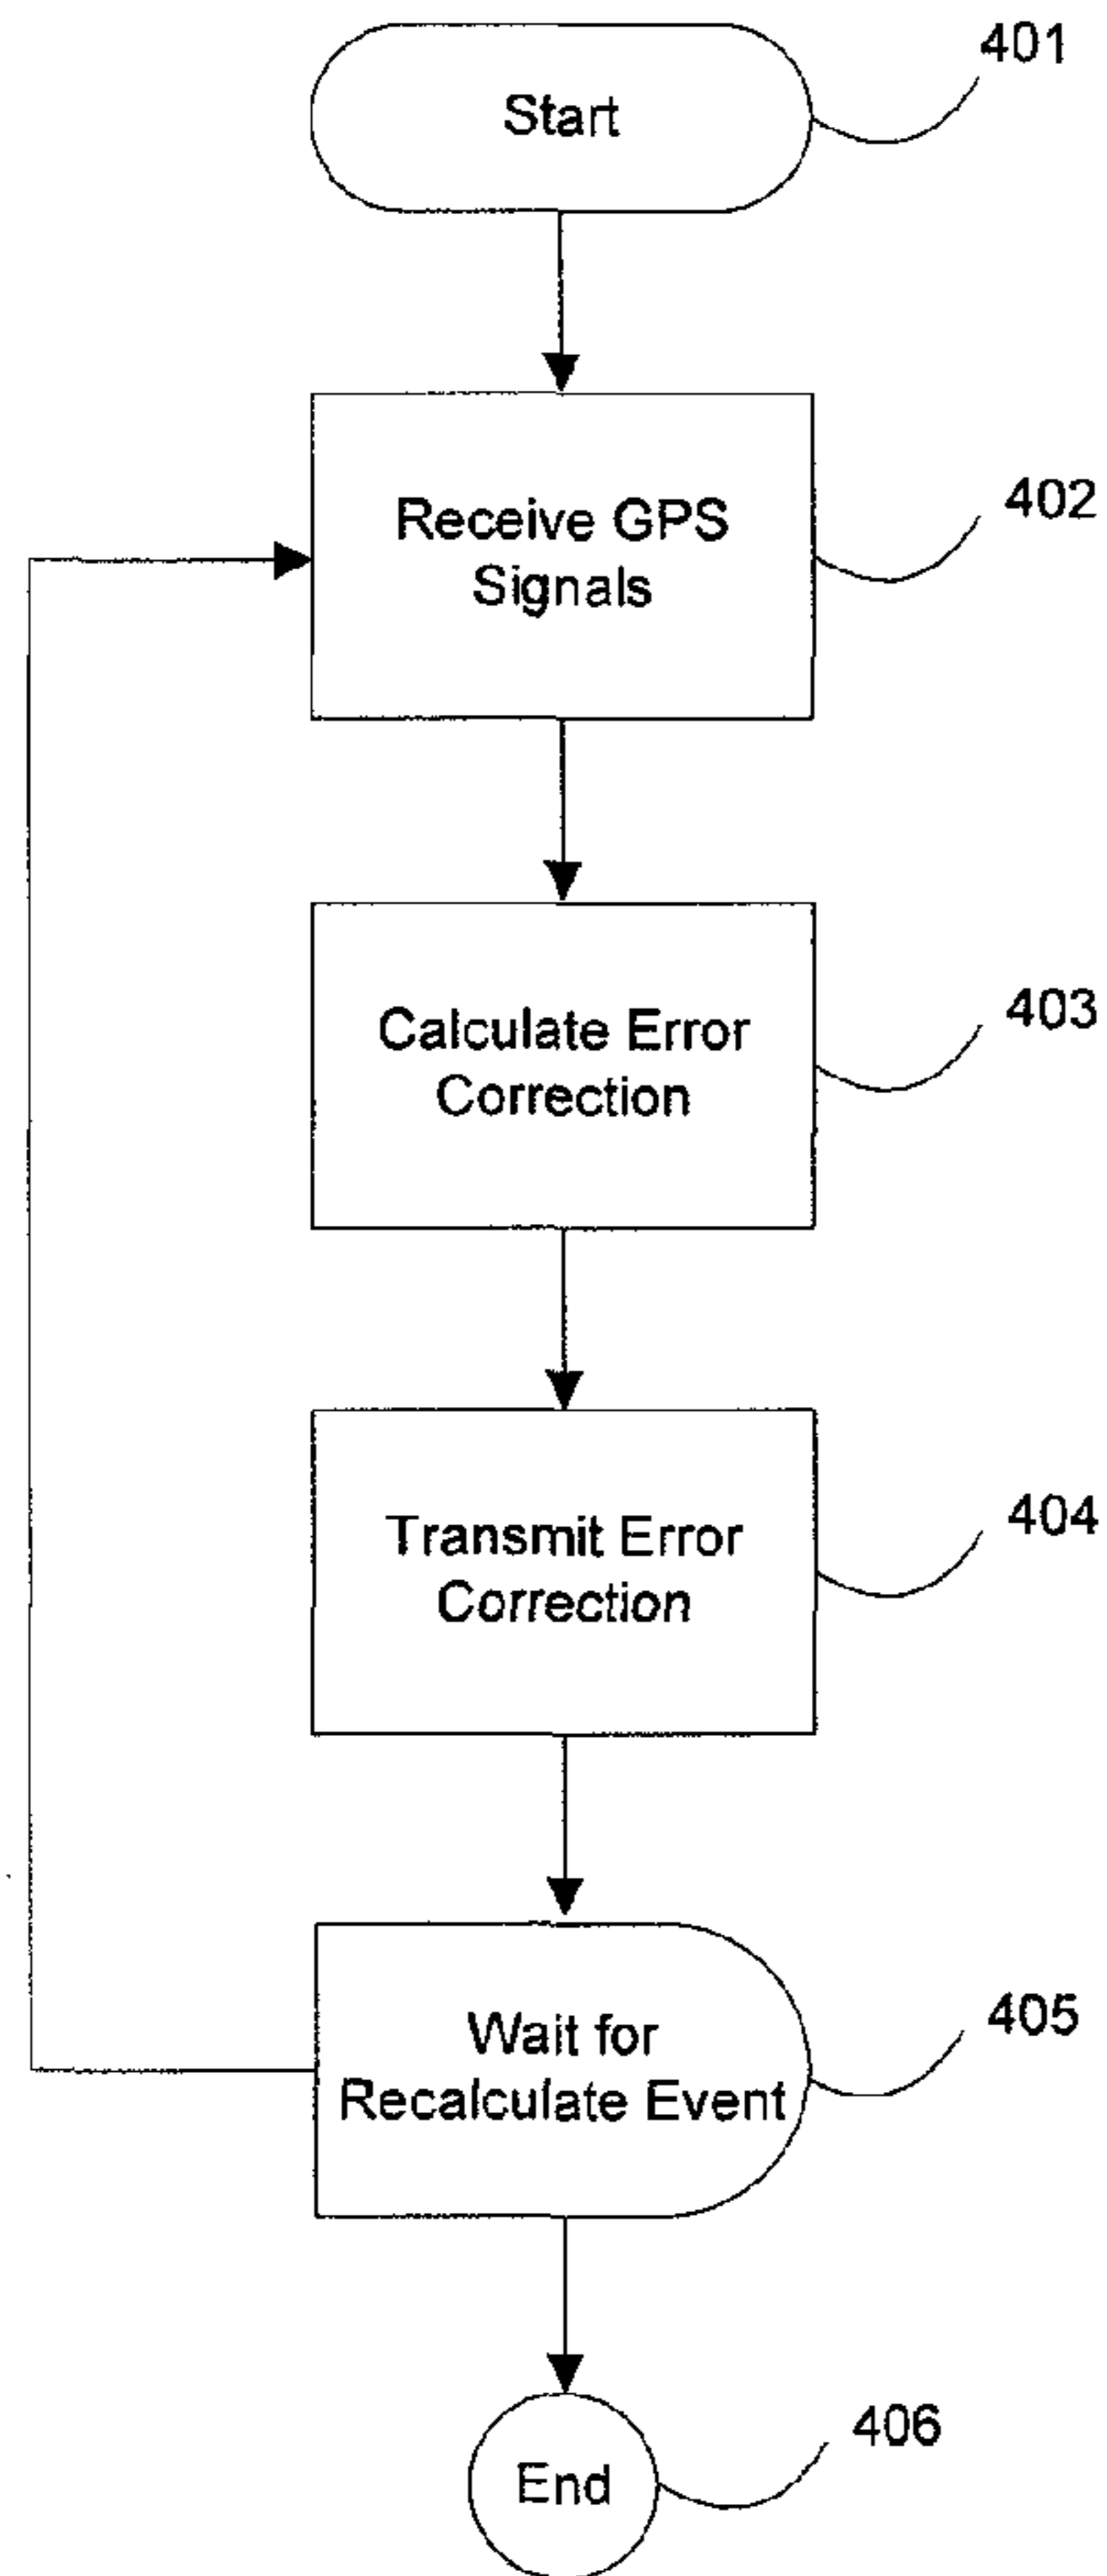 Start
401
Receive GPS
Signals
402
Calculate Error
Correction
403
Transmit Error
Correction
404
Wait for
Recalculate Event
405
End
406